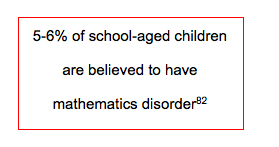 5-6% of school-aged children
are believed to have
mathematics disorder⁸²